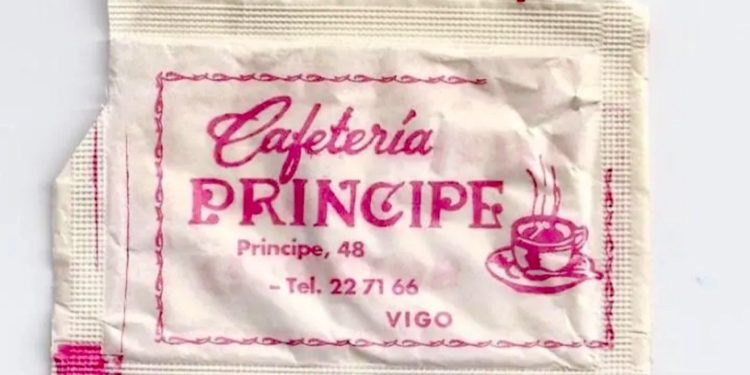 Cafetería
PRINCIPE
Principe, 48
- Tel. 22 71 66
VIGO